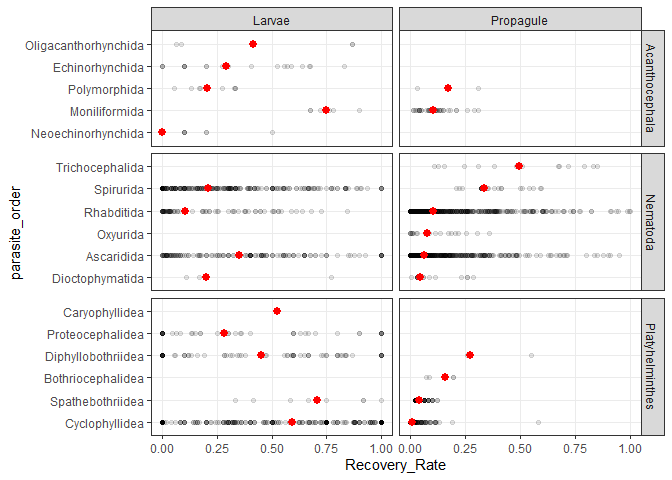 Larvae
Propagule
Oligacanthorhynchida
Echinorhynchida
Polymorphida
Moniliformida
Neoechinorhynchida
Acanthocephala
Trichocephalida
Spirurida
Rhabditida
Oxyurida
Ascaridida
Dioctophymatida
Nematoda
Caryophyllidea
Proteocephalidea
Diphyllobothriidea
Bothriocephalidea
Spathebothriidea
Cyclophyllidea
Platyhelminthes
parasite_order
0.00 0.25 0.50 0.75 1.00
0.00 0.25 0.50 0.75 1.00
Recovery_Rate